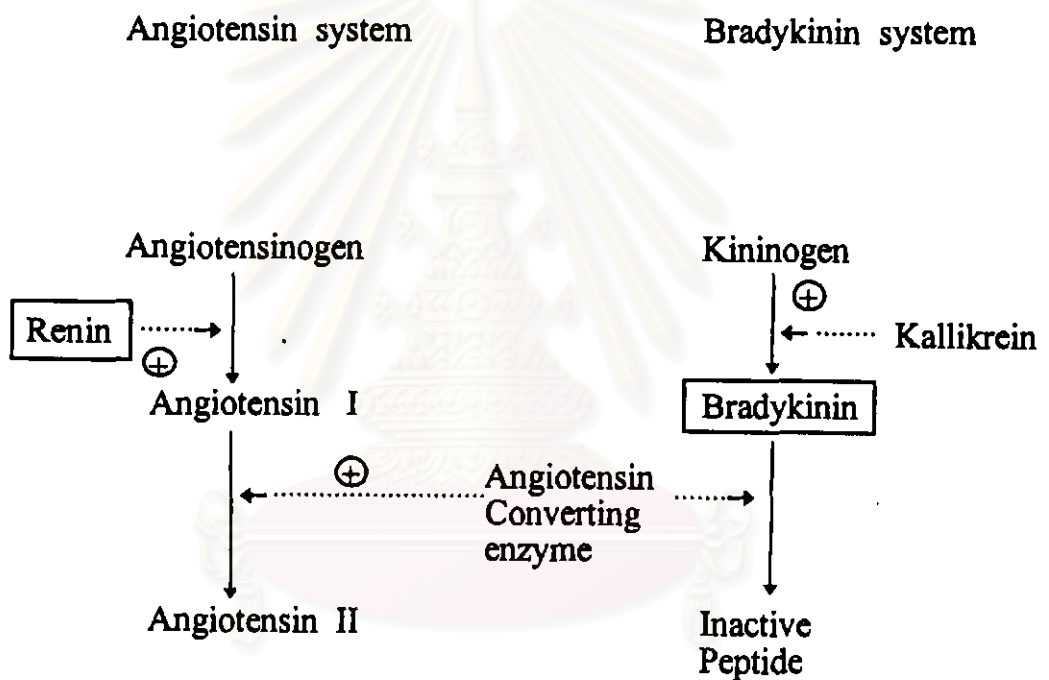 Angiotensin system
Bradykinin system
Angiotensinogen
Kininogen
+
Renin
Kallikrein
+
Angiotensin I
Bradykinin
+
Angiotensin
Converting
enzyme
Angiotensin II
Inactive
Peptide